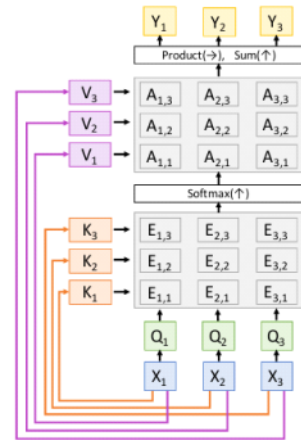 Y1 Y2 Y3
Product(→), Sum(↑)
V3 A1,3 A2,3 A3,3
V2 A1,2 A2,2 A3,2
V1 A1,1 A2,1 A3,1
Softmax(↑)
K3 E1,3 E2,3 E3,3
K2 E1,2 E2,2 E3,2
K1 E1,1 E2,1 E3,1
Q1 Q2 Q3
X1 X2 X3